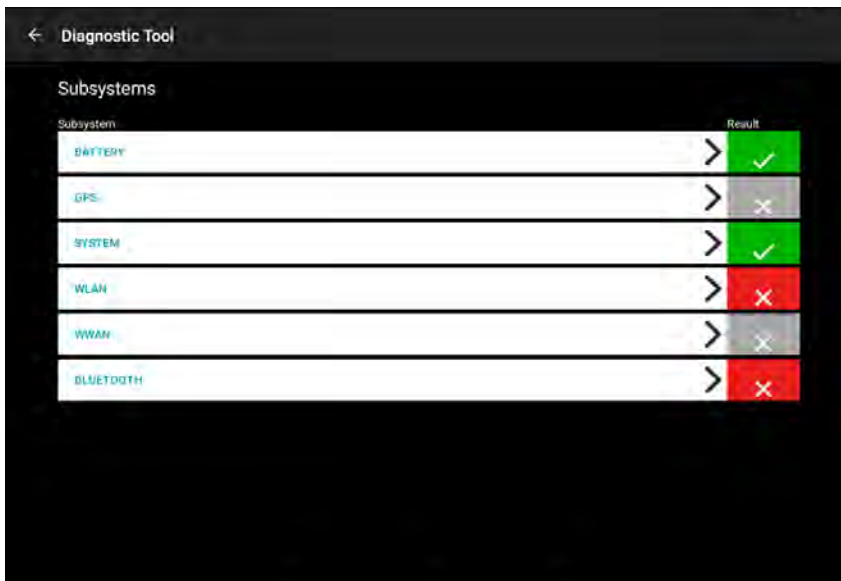 Diagnostic Tool
Subsystems
Subsystem Result
BATTERY
GPS
SYSTEM
WLAN
WWAN
BLUETOOTH